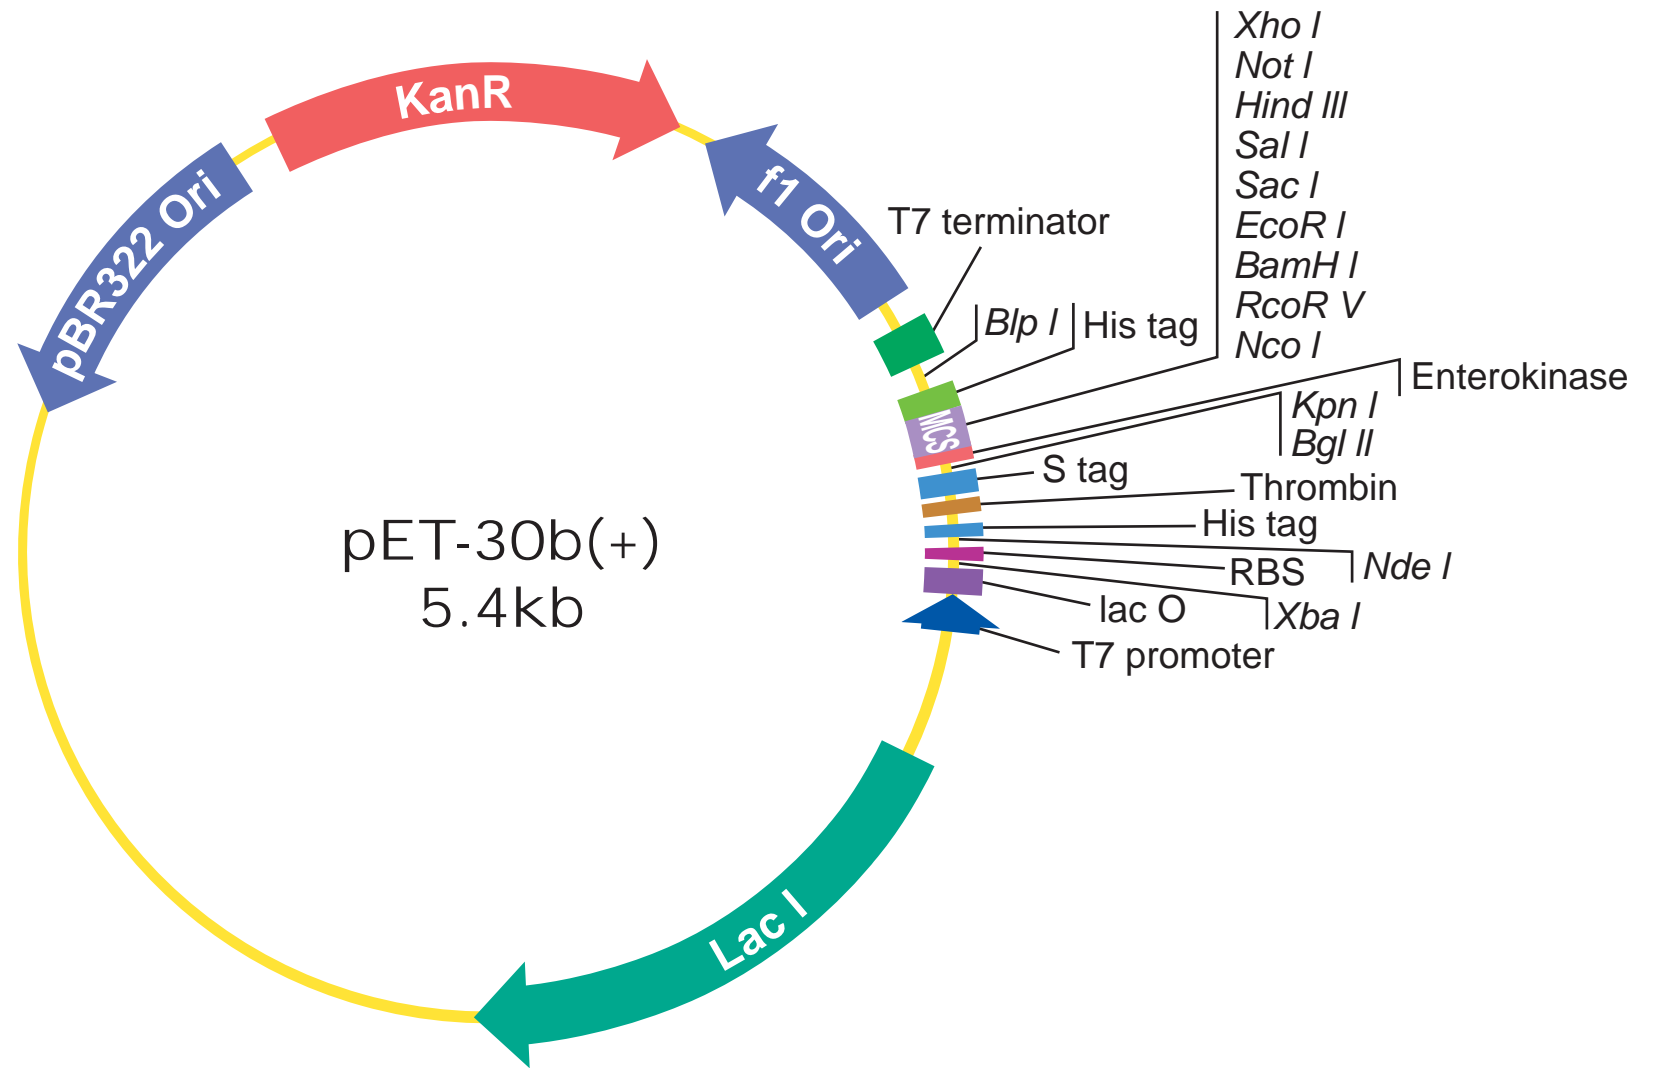 Xho I
Not I
Hind III
Sal I
Sac I
EcoR I
BamH I
RcoR V
Nco I
KanR
f1 Ori
pBR322 Ori
T7 terminator
Blp I
His tag
Enterokinase
Kpn I
Bgl II
MCS
S tag
Thrombin
His tag
Nde I
RBS
lac O
Xba I
T7 promoter
pET-30b(+)
5.4kb
Lac I